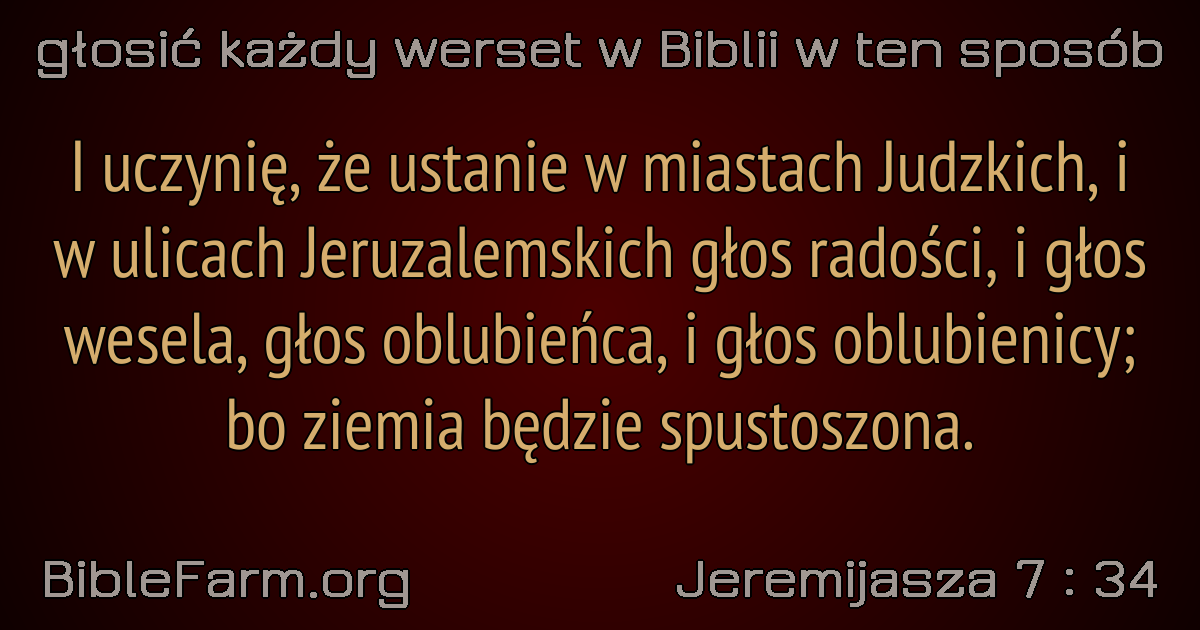 głosić każdy werset w Biblii w ten sposób
I uczynię, że ustanie w miastach Judzkich, i
w ulicach Jeruzalemskich głos radości, i głos
wesela, głos oblubieńca, i głos oblubienicy;
bo ziemia będzie spustoszona.
BibleFarm.org
Jeremijasza 7 : 34